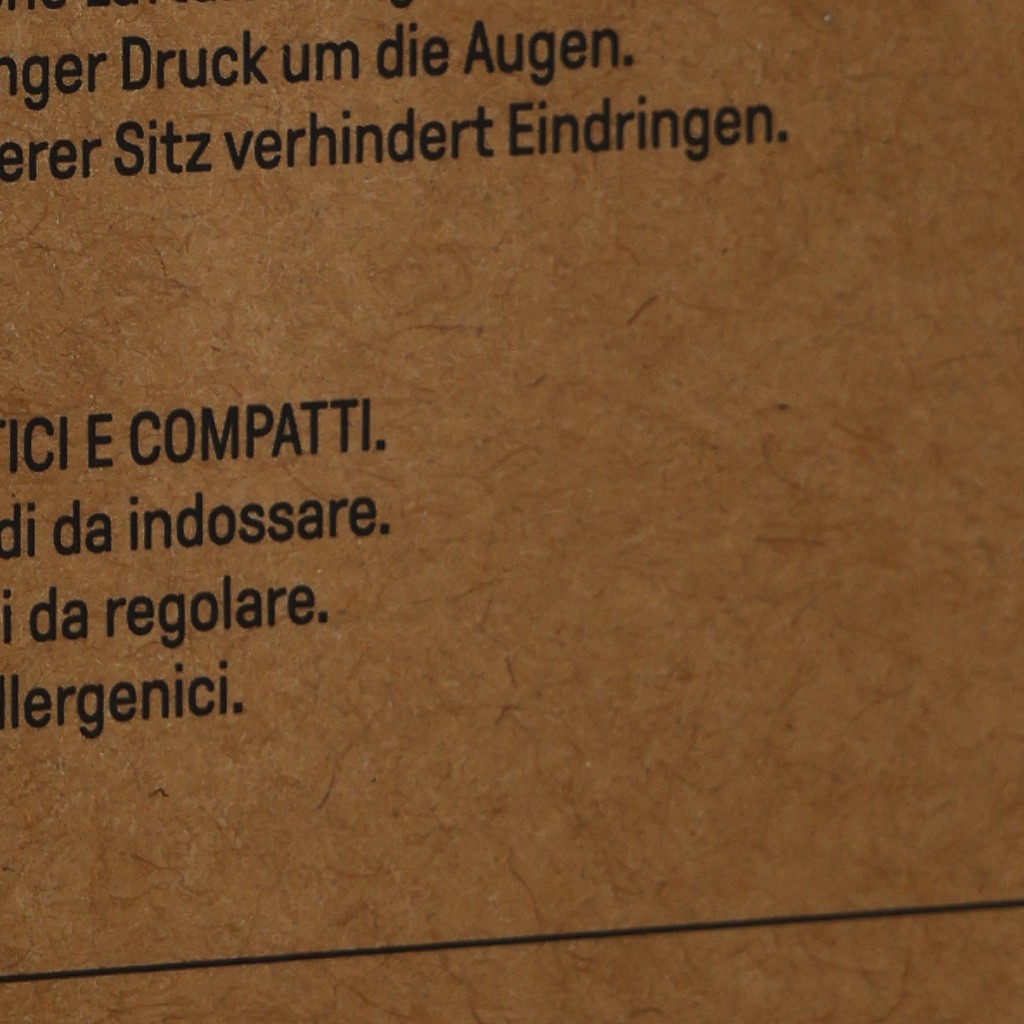 nger Druck um die Augen.
erer Sitz verhindert Eindringen.
TICI E COMPATTI.
di da indossare.
i da regolare.
llergenici.